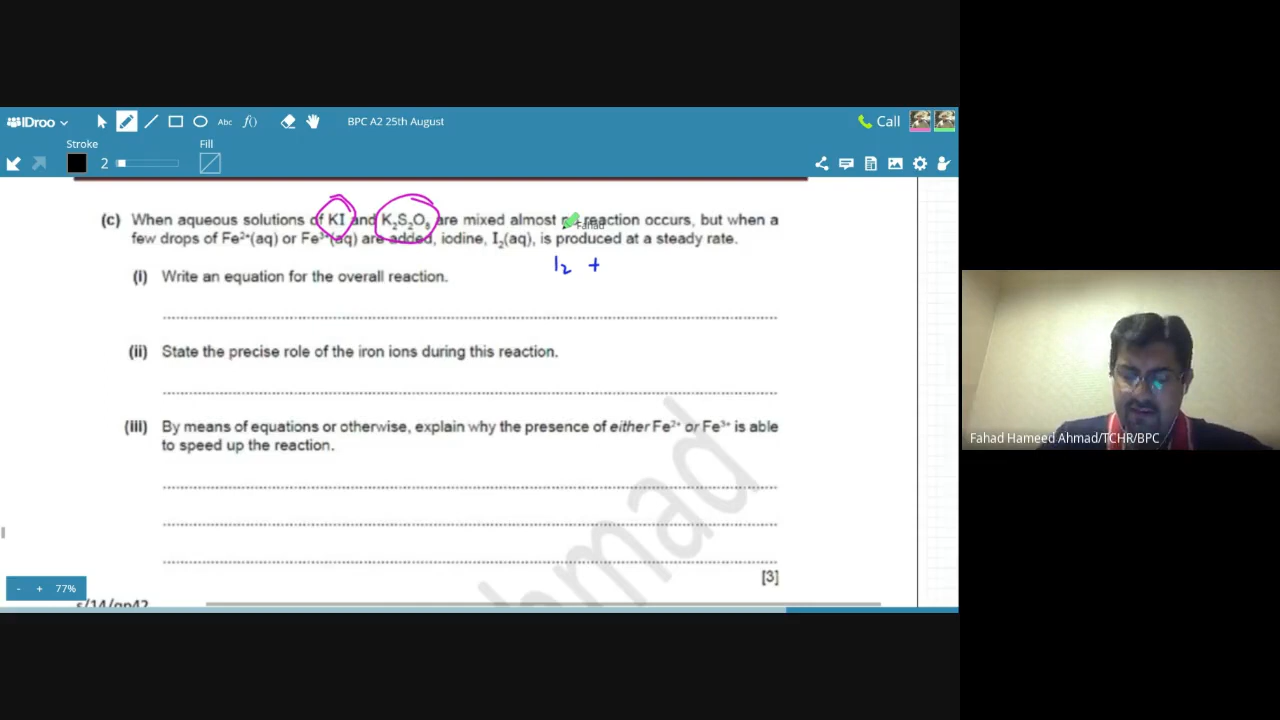 IDroo
Abc
f()
BPC A2 25th August
Call
Stroke
Fill
2
(c) When aqueous solutions of KI and K₂S₂O₈ are mixed almost no reaction occurs, but when a
Fahad
few drops of Fe²⁺(aq) or Fe³⁺(aq) are added, iodine, I₂(aq), is produced at a steady rate.
I₂ +
(i) Write an equation for the overall reaction.
(ii) State the precise role of the iron ions during this reaction.
(iii) By means of equations or otherwise, explain why the presence of either Fe²⁺ or Fe³⁺ is able
to speed up the reaction.
[3]
- + 77%
s/14/qp42
Fahad Hameed Ahmad/TCHR/BPC